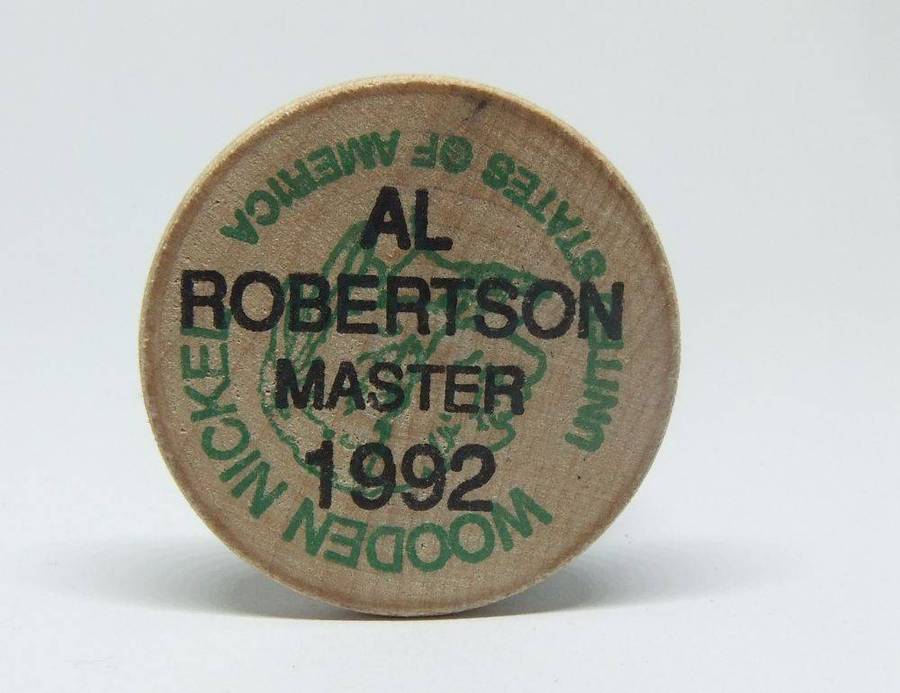 AL
ROBERTSON
MASTER
1992
UNITED STATES OF AMERICA
WOODEN NICKEL